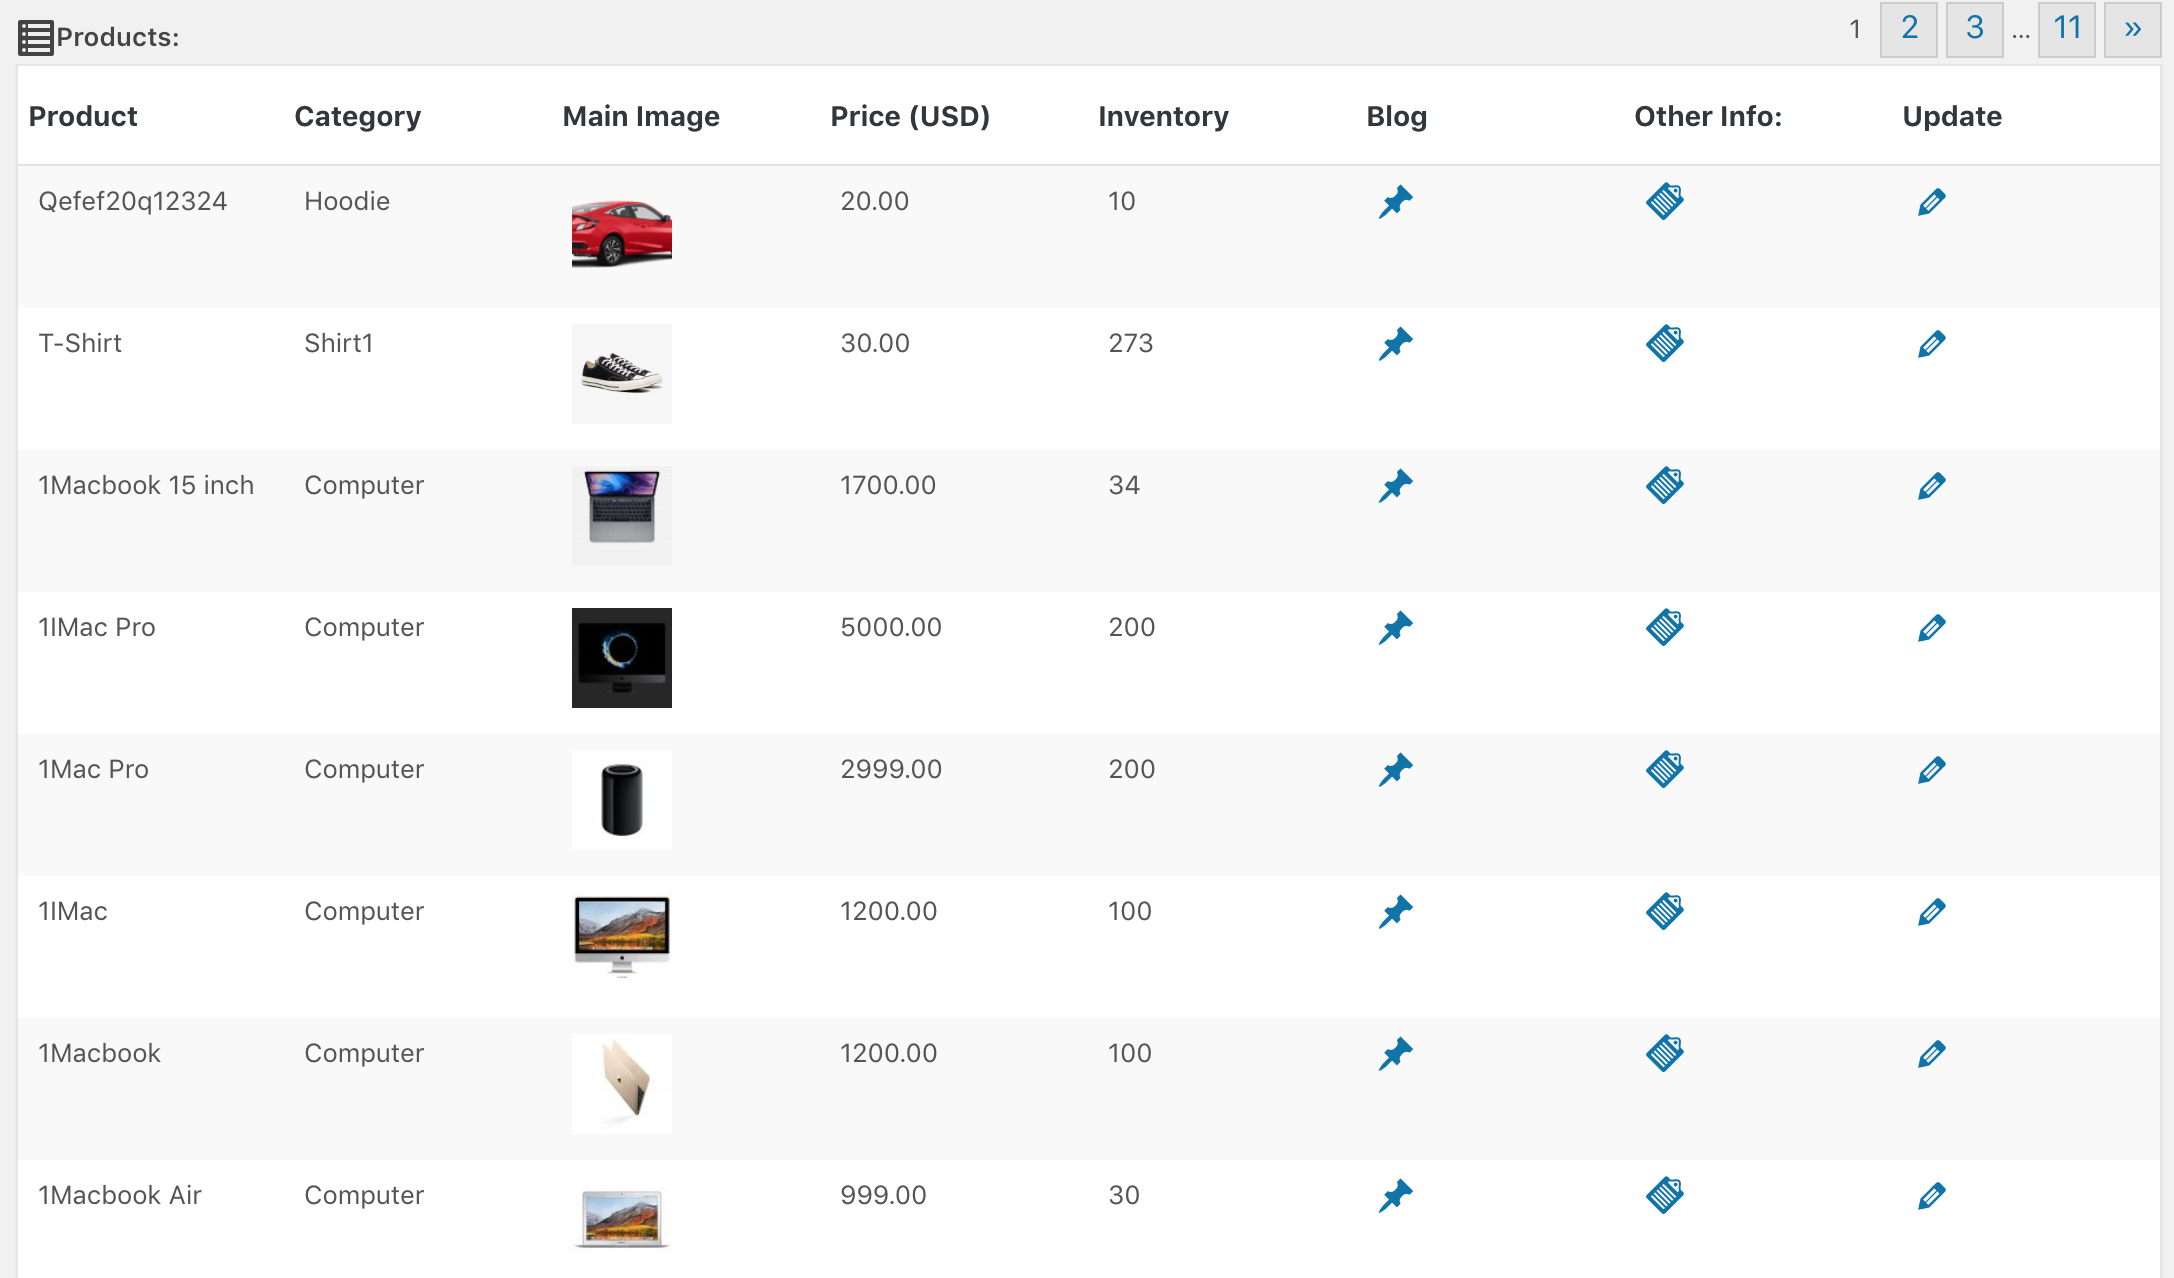 Products:
1 2 3 ... 11 »
Product Category Main Image Price (USD) Inventory Blog Other Info: Update
Qefef20q12324 Hoodie 20.00 10
T-Shirt Shirt1 30.00 273
1Macbook 15 inch Computer 1700.00 34
1IMac Pro Computer 5000.00 200
1Mac Pro Computer 2999.00 200
1IMac Computer 1200.00 100
1Macbook Computer 1200.00 100
1Macbook Air Computer 999.00 30